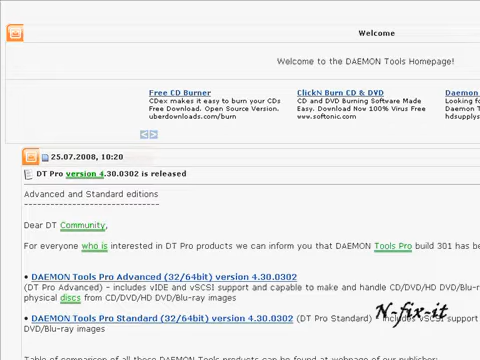 Welcome
Welcome to the DAEMON Tools Homepage!
Free CD Burner
CDex makes it easy to burn your CDs
Free Download. Open Source Version.
uberdownloads.com/burn
ClickN Burn CD & DVD
CD and DVD Burning Software Made
Easy. Download Now 100% Virus Free
www.softonic.com
Daemon
Looking fo
Daemon T
hdsupplys
25.07.2008, 10:20
DT Pro version 4.30.0302 is released
Advanced and Standard editions
------------------------------
Dear DT Community,
For everyone who is interested in DT Pro products we can inform you that DAEMON Tools Pro build 301 has be
• DAEMON Tools Pro Advanced (32/64bit) version 4.30.0302
(DT Pro Advanced) - includes vIDE and vSCSI support and capable to make and handle CD/DVD/HD DVD/Blu-
physical discs from CD/DVD/HD DVD/Blu-ray images
• DAEMON Tools Pro Standard (32/64bit) version 4.30.0302 (DT Pro Standard) - includes vSCSI support
DVD/Blu-ray images
N-fix-it